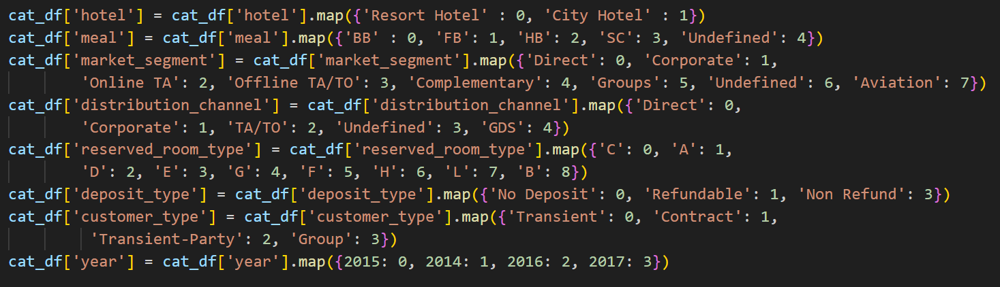 cat_df['hotel'] = cat_df['hotel'].map({'Resort Hotel' : 0, 'City Hotel' : 1})
cat_df['meal'] = cat_df['meal'].map({'BB' : 0, 'FB': 1, 'HB': 2, 'SC': 3, 'Undefined': 4})
cat_df['market_segment'] = cat_df['market_segment'].map({'Direct': 0, 'Corporate': 1,
        'Online TA': 2, 'Offline TA/TO': 3, 'Complementary': 4, 'Groups': 5, 'Undefined': 6, 'Aviation': 7})
cat_df['distribution_channel'] = cat_df['distribution_channel'].map({'Direct': 0,
        'Corporate': 1, 'TA/TO': 2, 'Undefined': 3, 'GDS': 4})
cat_df['reserved_room_type'] = cat_df['reserved_room_type'].map({'C': 0, 'A': 1,
        'D': 2, 'E': 3, 'G': 4, 'F': 5, 'H': 6, 'L': 7, 'B': 8})
cat_df['deposit_type'] = cat_df['deposit_type'].map({'No Deposit': 0, 'Refundable': 1, 'Non Refund': 3})
cat_df['customer_type'] = cat_df['customer_type'].map({'Transient': 0, 'Contract': 1,
         'Transient-Party': 2, 'Group': 3})
cat_df['year'] = cat_df['year'].map({2015: 0, 2014: 1, 2016: 2, 2017: 3})